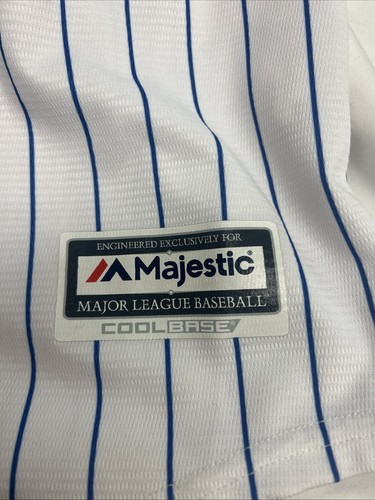 ENGINEERED EXCLUSIVELY FOR
Majestic®
MAJOR LEAGUE BASEBALL
COOLBASE